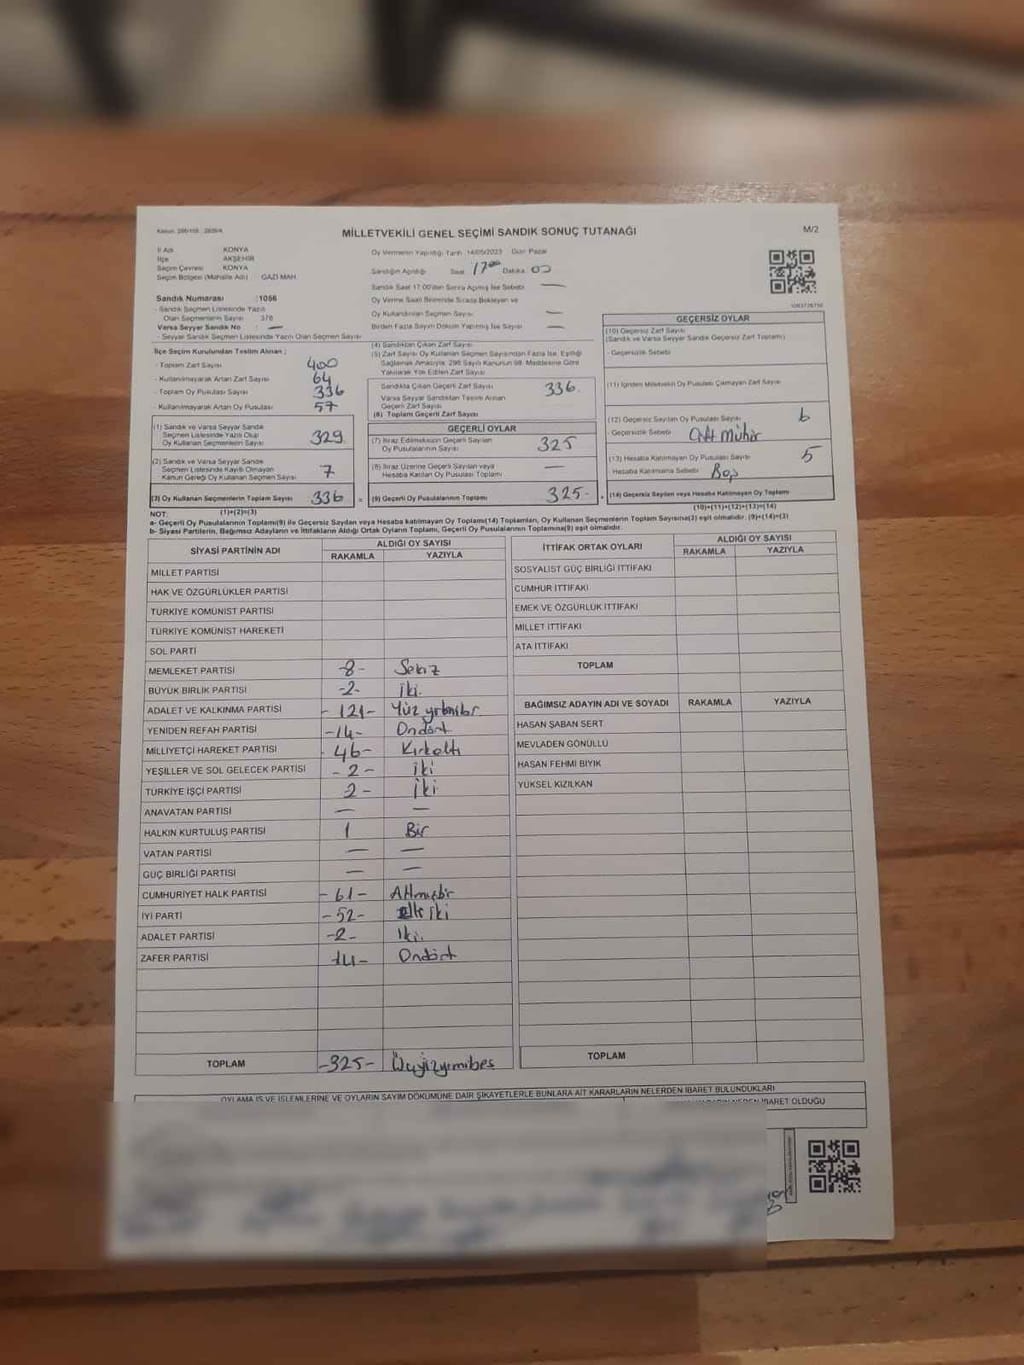 MİLLETVEKİLİ GENEL SEÇİMİ SANDIK SONUÇ TUTANAĞI
M/2
İl Adı KONYA
İlçe AKŞEHİR
Seçim Çevresi KONYA
Seçim Bölgesi (Mahalle Adı) GAZİ MAH.
Sandık Numarası :1056
- Sandık Seçmen Listesinde Yazılı
Olan Seçmenlerin Sayısı 378
Varsa Seyyar Sandık No : —
- Seyyar Sandık Seçmen Listesinde Yazılı Olan Seçmen Sayısı
Oy Vermenin Yapıldığı Tarih 14/05/2023 Gün Pazar
Sandığın Açıldığı Saat 17 00 Dakika 00
Sandık Saat 17.00'den Sonra Açılmış İse Sebebi —
Oy Verme Saati Bitiminde Sırada Bekleyen ve
Oy Kullandırılan Seçmen Sayısı —
Birden Fazla Sayım Döküm Yapılmış İse Sayısı —
İlçe Seçim Kurulundan Teslim Alınan ;
- Toplam Zarf Sayısı 400
- Kullanılmayarak Artan Zarf Sayısı 64
- Toplam Oy Pusulası 336
- Kullanılmayarak Artan Oy Pusulası 57
(1) Sandık ve Varsa Seyyar Sandık
Seçmen Listesinde Yazılı Olup
Oy Kullanan Seçmenlerin Sayısı 329
(2) Sandık ve Varsa Seyyar Sandık
Seçmen Listesinde Kayıtlı Olmayan
Kanun Gereği Oy Kullanan Seçmen Sayısı 7
(3) Oy Kullanan Seçmenlerin Toplam Sayısı 336
(1)+(2)=(3)
(4) Sandıktan Çıkan Zarf Sayısı
(5) Zarf Sayısı Oy Kullanan Seçmen Sayısından Fazla İse, Eşitliği
Sağlamak Amacıyla, 298 Sayılı Kanunun 98. Maddesine Göre
Yakılarak Yok Edilen Zarf Sayısı
Sandıkta Çıkan Geçerli Zarf Sayısı 336
Varsa Seyyar Sandıktan Teslim Alınan
Geçerli Zarf Sayısı
(6) Toplam Geçerli Zarf Sayısı
GEÇERLİ OYLAR
(7) İtiraz Edilmeksizin Geçerli Sayılan
Oy Pusulalarının Sayısı 325
(8) İtiraz Üzerine Geçerli Sayılan veya
Hesaba Katılan Oy Pusulası Toplamı —
(9) Geçerli Oy Pusulalarının Toplamı 325
GEÇERSİZ OYLAR
(10) Geçersiz Zarf Sayısı
(Sandık ve Varsa Seyyar Sandık Geçersiz Zarf Toplamı)
- Geçersizlik Sebebi
(11) İçinden Milletvekili Oy Pusulası Çıkmayan Zarf Sayısı
(12) Geçersiz Sayılan Oy Pusulası Sayısı 6
- Geçersizlik Sebebi Çift Mühür
(13) Hesaba Katılmayan Oy Pusulası Sayısı 5
Hesaba Katılmama Sebebi Boş
(14) Geçersiz Sayılan veya Hesaba Katılmayan Oy Toplamı
(10)+(11)+(12)+(13)=(14)
NOT:
a- Geçerli Oy Pusulalarının Toplamı(9) ile Geçersiz Sayılan veya Hesaba katılmayan Oy Toplamı(14) Toplamları, Oy Kullanan Seçmenlerin Toplam Sayısına(3) eşit olmalıdır. (9)+(14)=(3)
b- Siyasi Partilerin, Bağımsız Adayların ve İttifakların Aldığı Ortak Oyların Toplamı, Geçerli Oy Pusulalarının Toplamına(9) eşit olmalıdır.
SİYASİ PARTİNİN ADI ALDIĞI OY SAYISI
RAKAMLA YAZIYLA
MİLLET PARTİSİ
HAK VE ÖZGÜRLÜKLER PARTİSİ
TÜRKİYE KOMÜNİST PARTİSİ
TÜRKİYE KOMÜNİST HAREKETİ
SOL PARTİ
MEMLEKET PARTİSİ -8- Sekiz
BÜYÜK BİRLİK PARTİSİ -2- İki.
ADALET VE KALKINMA PARTİSİ -121- Yüz yirmibir
YENİDEN REFAH PARTİSİ -14- Ondört
MİLLİYETÇİ HAREKET PARTİSİ 46- Kırkaltı
YEŞİLLER VE SOL GELECEK PARTİSİ -2- İki
TÜRKİYE İŞÇİ PARTİSİ 2- İki
ANAVATAN PARTİSİ — —
HALKIN KURTULUŞ PARTİSİ 1 Bir
VATAN PARTİSİ — —
GÜÇ BİRLİĞİ PARTİSİ — —
CUMHURİYET HALK PARTİSİ -61- Atmışbir
İYİ PARTİ -52- elli iki
ADALET PARTİSİ -2- İki.
ZAFER PARTİSİ 14- Ondört
TOPLAM -325- Üçyüzyirmibeş
İTTİFAK ORTAK OYLARI ALDIĞI OY SAYISI
RAKAMLA YAZIYLA
SOSYALİST GÜÇ BİRLİĞİ İTTİFAKI
CUMHUR İTTİFAKI
EMEK VE ÖZGÜRLÜK İTTİFAKI
MİLLET İTTİFAKI
ATA İTTİFAKI
TOPLAM
BAĞIMSIZ ADAYIN ADI VE SOYADI RAKAMLA YAZIYLA
HASAN ŞABAN SERT
MEVLADEN GÖNÜLLÜ
HASAN FEHMİ BIYIK
YÜKSEL KIZILKAN
TOPLAM
OYLAMA İŞ VE İŞLEMLERİNE VE OYLARIN SAYIM DÖKÜMÜNE DAİR ŞİKAYETLERLE BUNLARA AİT KARARLARIN NELERDEN İBARET BULUNDUKLARI
İBARET OLDUĞU